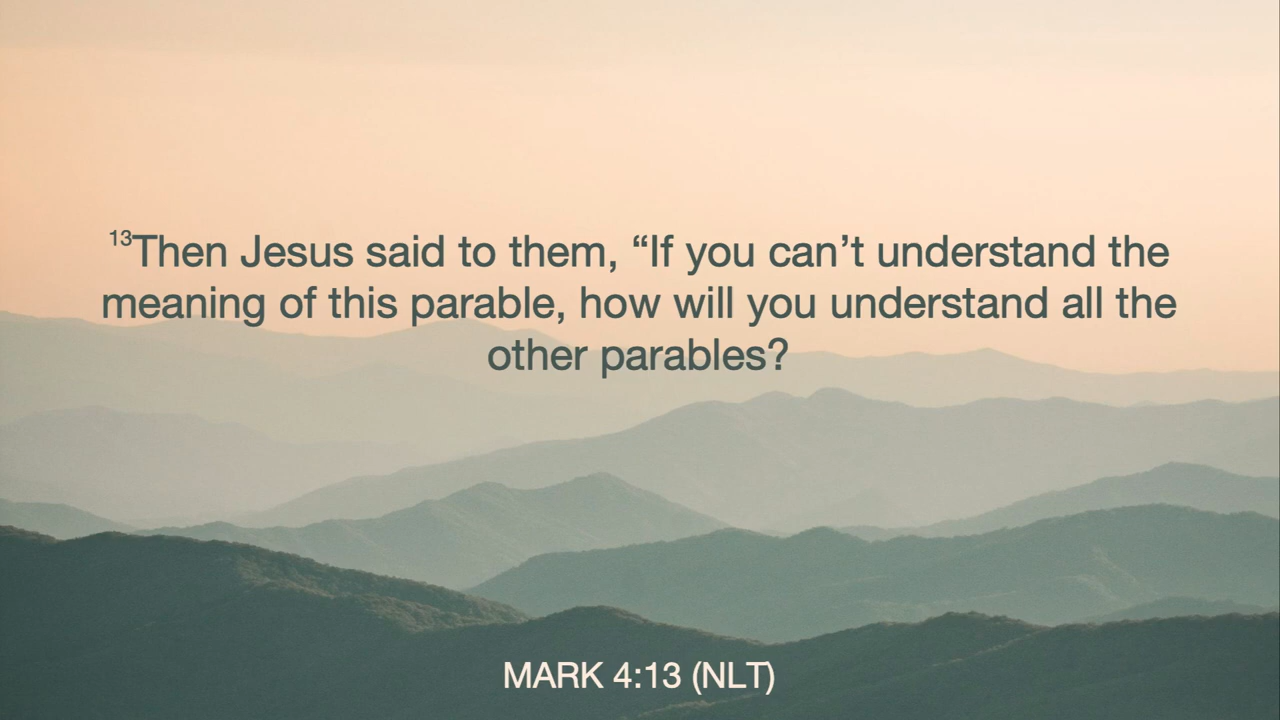 ¹³Then Jesus said to them, “If you can’t understand the
meaning of this parable, how will you understand all the
other parables?
MARK 4:13 (NLT)